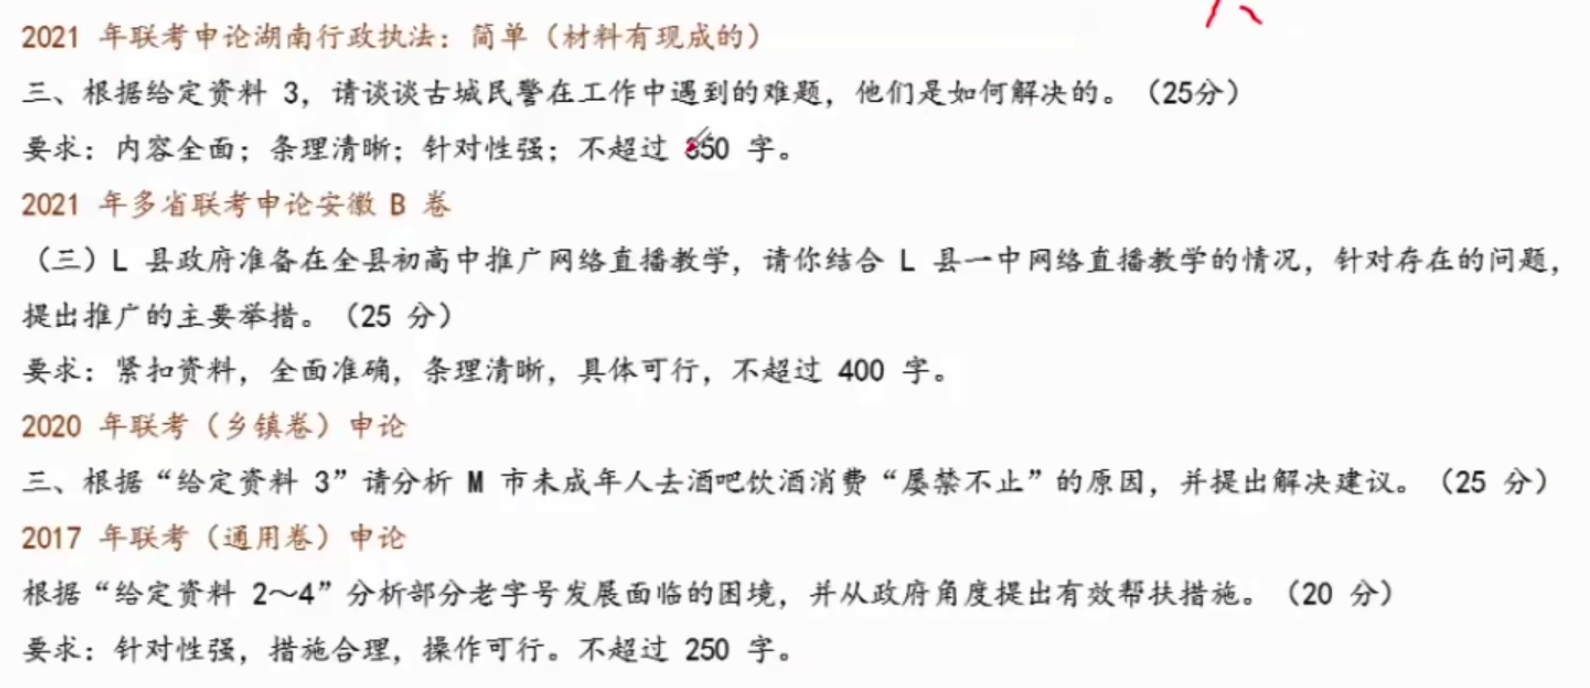 2021 年联考申论湖南行政执法：简单（材料有现成的）
三、根据给定资料 3，请谈谈古城民警在工作中遇到的难题，他们是如何解决的。（25分）
要求：内容全面；条理清晰；针对性强；不超过 350 字。
2021 年多省联考申论安徽 B 卷
（三）L 县政府准备在全县初高中推广网络直播教学，请你结合 L 县一中网络直播教学的情况，针对存在的问题，
提出推广的主要举措。（25 分）
要求：紧扣资料，全面准确，条理清晰，具体可行，不超过 400 字。
2020 年联考（乡镇卷）申论
三、根据“给定资料 3”请分析 M 市未成年人去酒吧饮酒消费“屡禁不止”的原因，并提出解决建议。（25 分）
2017 年联考（通用卷）申论
根据“给定资料 2～4”分析部分老字号发展面临的困境，并从政府角度提出有效帮扶措施。（20 分）
要求：针对性强，措施合理，操作可行。不超过 250 字。